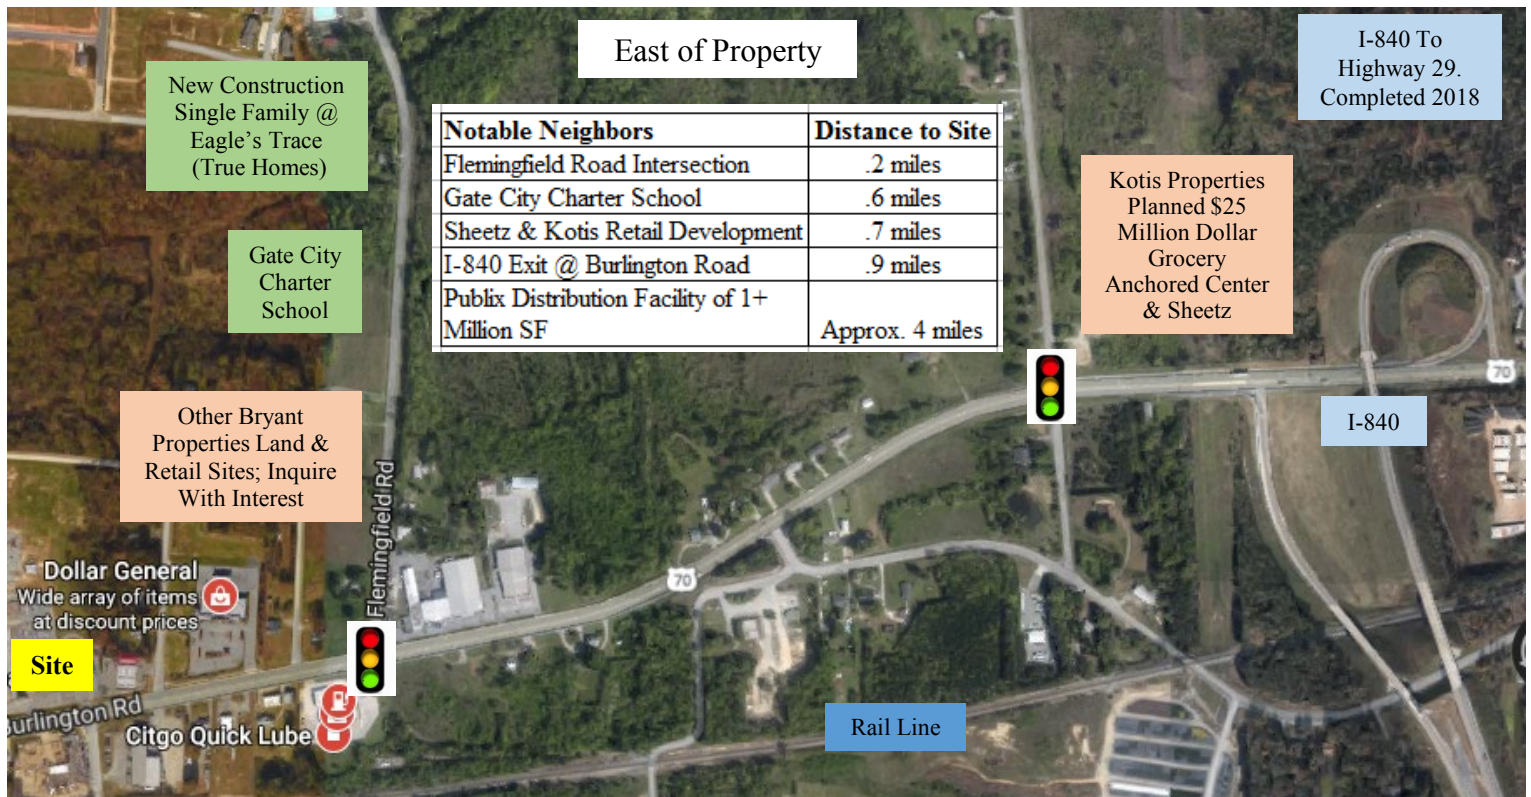 East of Property
I-840 To
Highway 29.
Completed 2018
New Construction
Single Family @
Eagle’s Trace
(True Homes)
Notable Neighbors Distance to Site
Flemingfield Road Intersection .2 miles
Gate City Charter School .6 miles
Sheetz & Kotis Retail Development .7 miles
I-840 Exit @ Burlington Road .9 miles
Publix Distribution Facility of 1+
Million SF Approx. 4 miles
Kotis Properties
Planned $25
Million Dollar
Grocery
Anchored Center
& Sheetz
Gate City
Charter
School
70
Other Bryant
Properties Land &
Retail Sites; Inquire
With Interest
I-840
Flemingfield Rd
Dollar General
Wide array of items
at discount prices
70
Site
Burlington Rd
Citgo Quick Lube
Rail Line